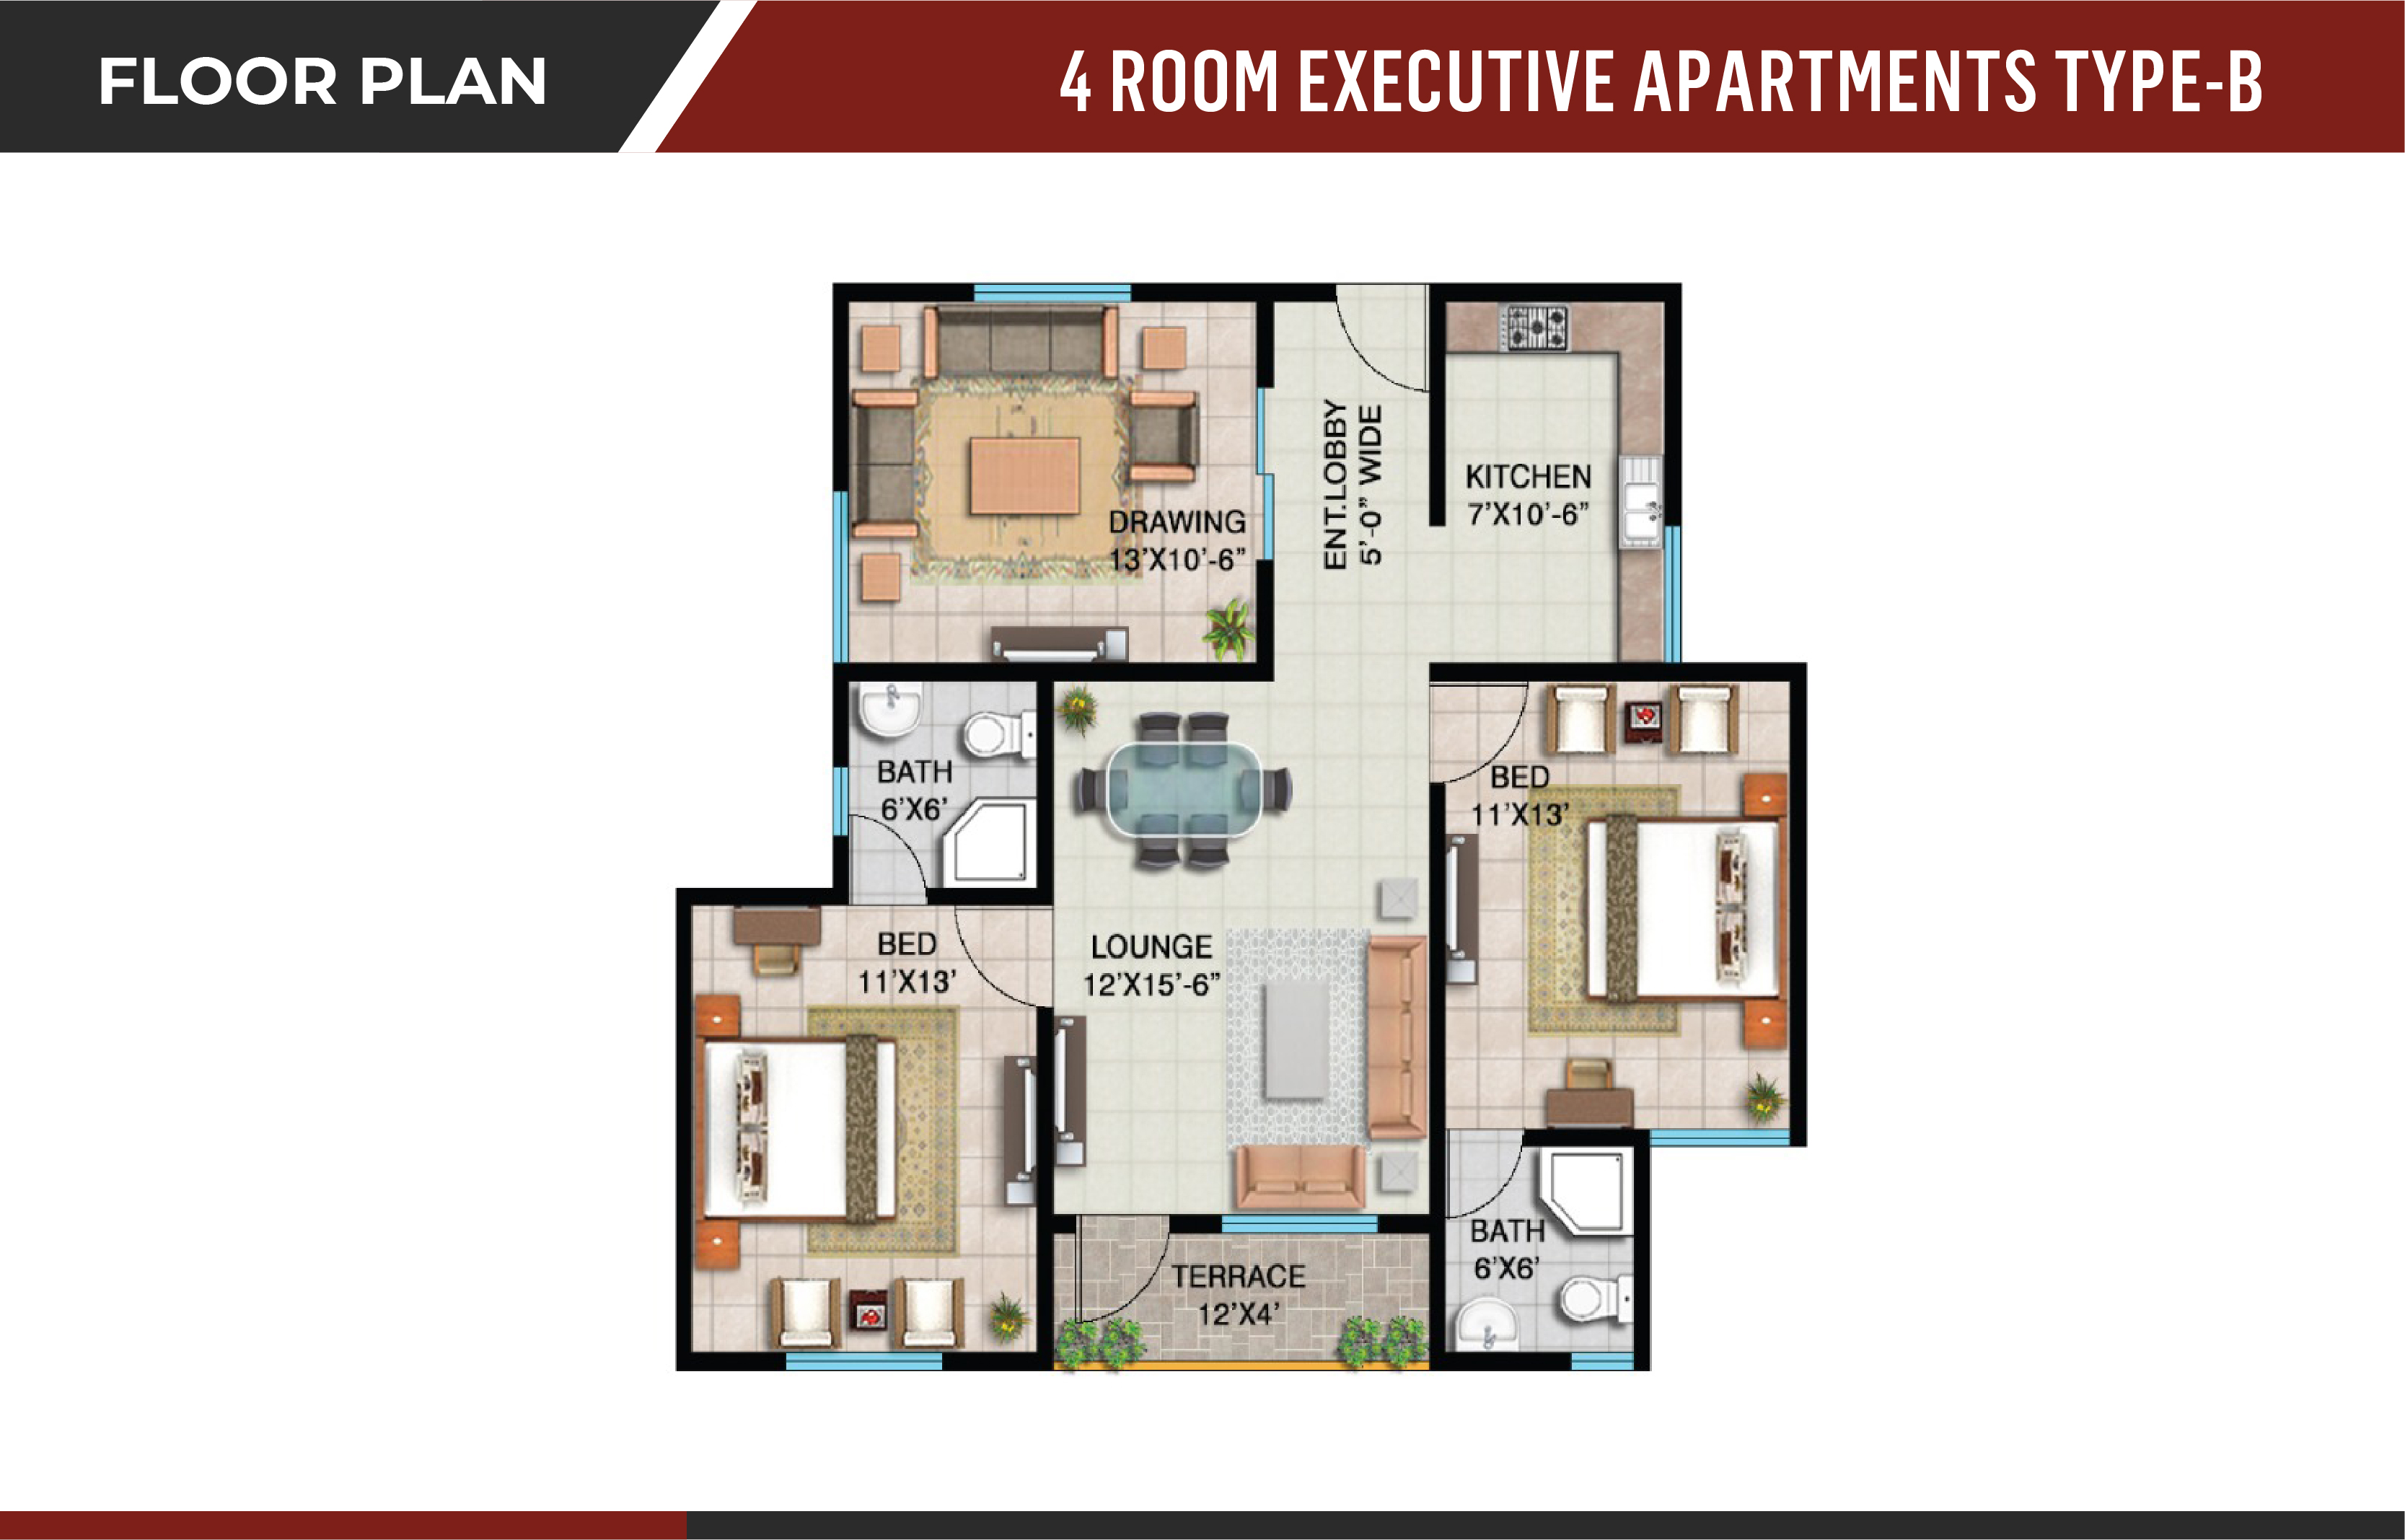 FLOOR PLAN
4 ROOM EXECUTIVE APARTMENTS TYPE-B
ENT.LOBBY
5'-0” WIDE
KITCHEN
7'X10'-6”
DRAWING
13'X10'-6”
BATH
6'X6'
BED
11'X13'
BED
11'X13'
LOUNGE
12'X15'-6”
BATH
6'X6'
TERRACE
12'X4'